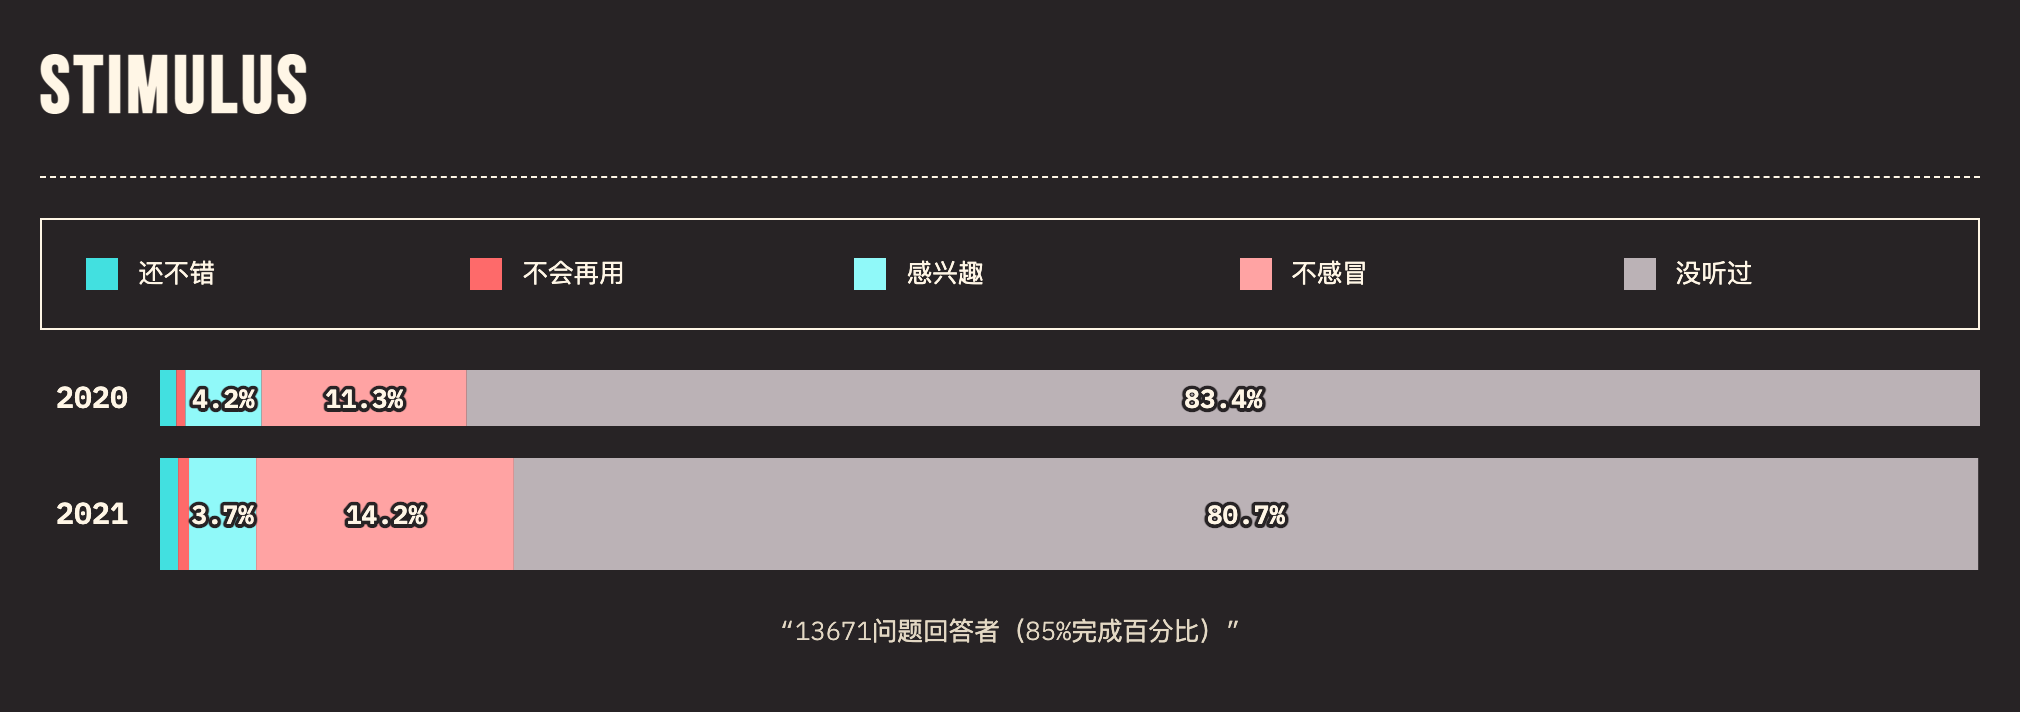 STIMULUS
还不错 不会再用 感兴趣 不感冒 没听过
2020 4.2% 11.3% 83.4%
2021 3.7% 14.2% 80.7%
“13671问题回答者（85%完成百分比）”